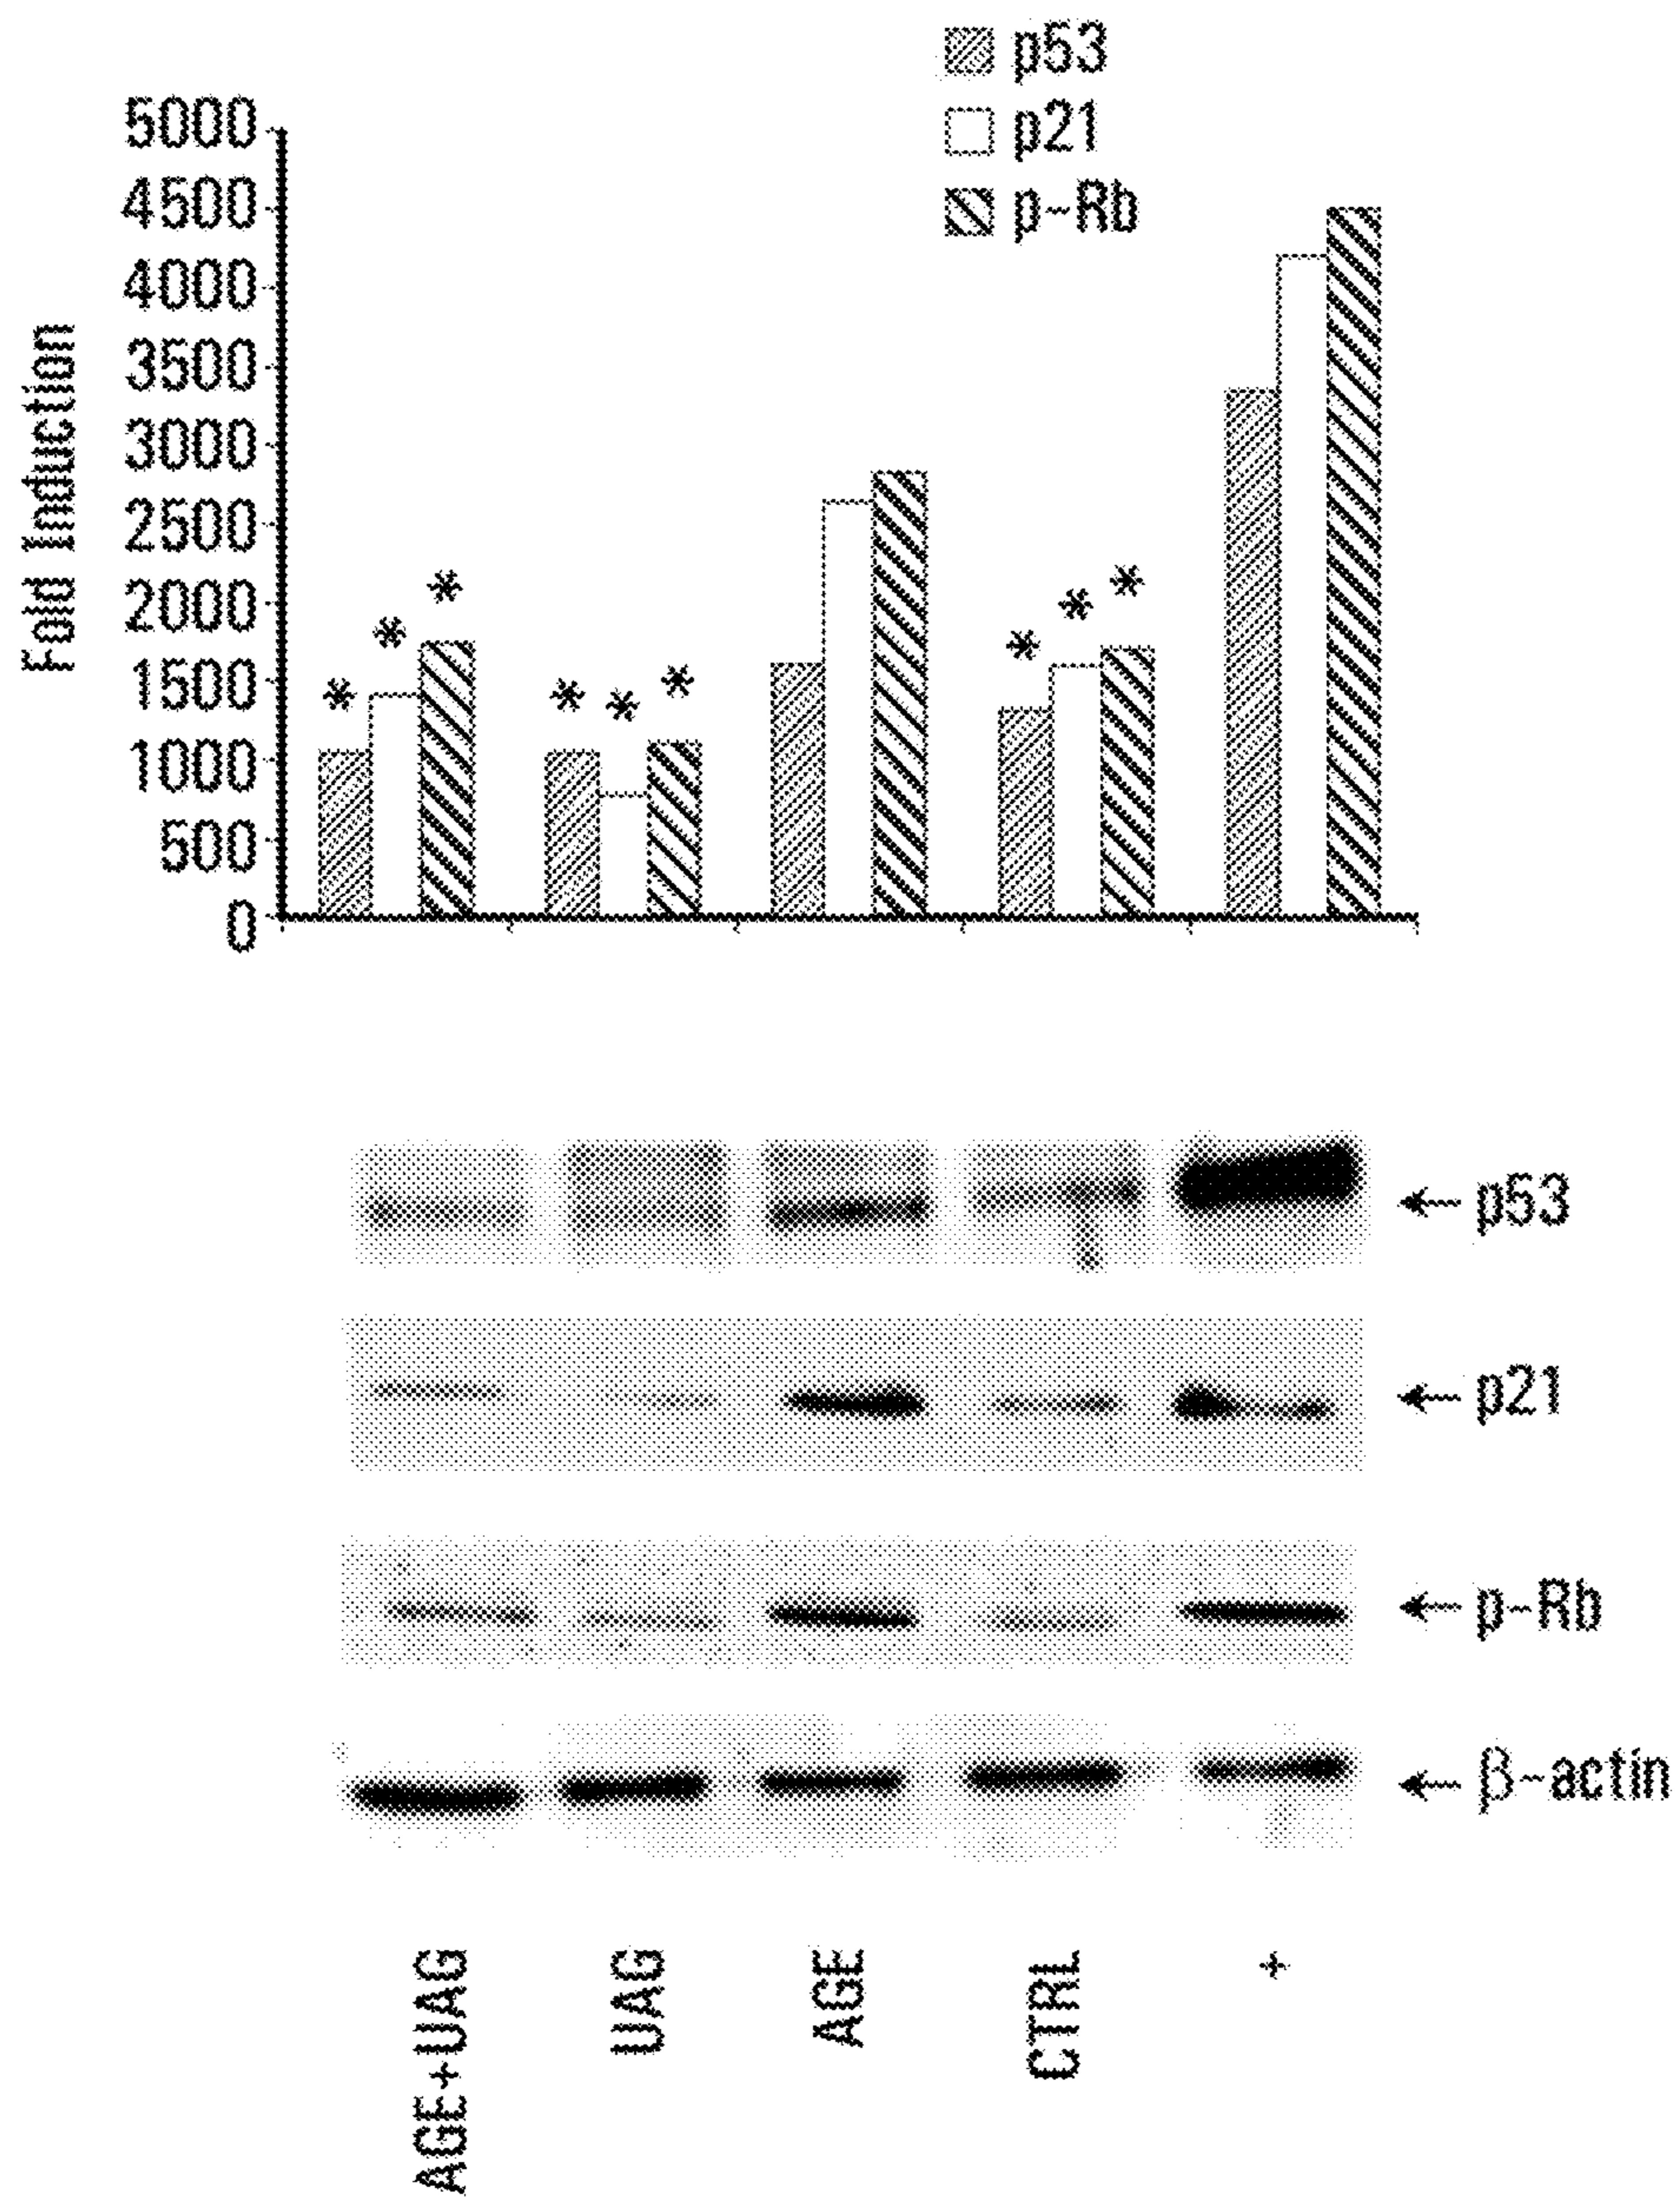 p53
p21
p-Rb
5000
4500
4000
3500
3000
2500
2000
1500
1000
500
0
Fold Induction
* * *
* * *
* * *
p53
p21
p-Rb
β-actin
AGE+UAG
UAG
AGE
CTRL
+